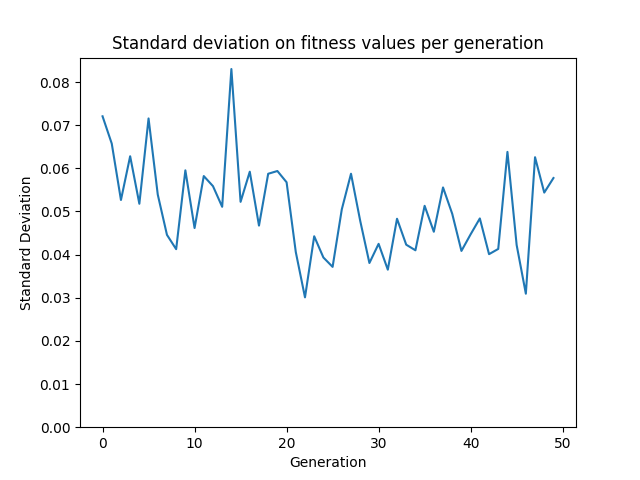 Standard deviation on fitness values per generation
0.08
0.07
0.06
0.05
0.04
0.03
0.02
0.01
0.00
Standard Deviation
0 10 20 30 40 50
Generation